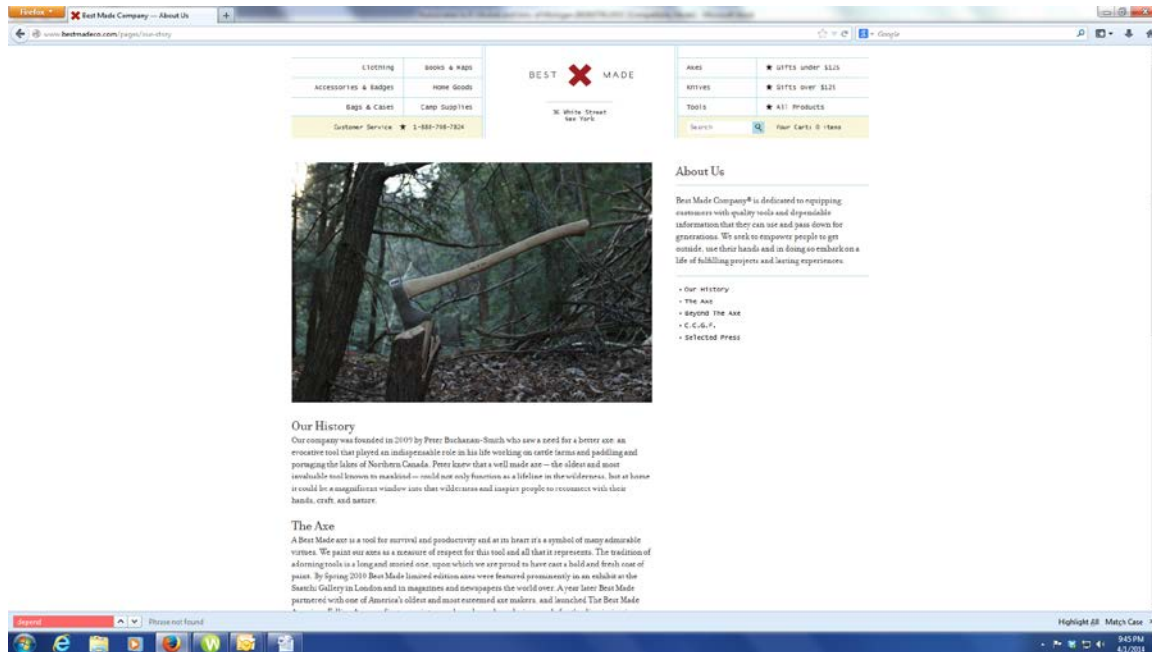 Firefox
Best Made Company — About Us
www.bestmadeco.com/pages/our-story
Google
Clothing
Books & Maps
Accessories & Badges
Home Goods
Bags & Cases
Camp Supplies
Customer Service ★ 1-888-708-7824
BEST MADE
36 White Street
New York
Axes
★ Gifts under $125
Knives
★ Gifts over $125
Tools
★ All Products
Search
Your Cart: 0 items
About Us
Best Made Company® is dedicated to equipping
customers with quality tools and dependable
information that they can use and pass down for
generations. We seek to empower people to get
outside, use their hands and in doing so embark on a
life of fulfilling projects and lasting experiences.
• Our History
• The Axe
• Beyond The Axe
• C.C.G.F.
• Selected Press
Our History
Our company was founded in 2009 by Peter Buchanan-Smith who saw a need for a better axe: an
evocative tool that played an indispensable role in his life working on cattle farms and paddling and
portaging the lakes of Northern Canada. Peter knew that a well made axe — the oldest and most
invaluable tool known to mankind — could not only function as a lifeline in the wilderness, but at home
it could be a magnificent window into that wilderness and inspire people to reconnect with their
hands, craft, and nature.
The Axe
A Best Made axe is a tool for survival and productivity and at its heart it's a symbol of many admirable
virtues. We paint our axes as a measure of respect for this tool and all that it represents. The tradition of
adorning tools is a long and storied one, upon which we are proud to have cast a bold and fresh coat of
paint. By Spring 2010 Best Made limited edition axes were featured prominently in an exhibit at the
Saatchi Gallery in London and in magazines and newspapers the world over. A year later Best Made
partnered with one of America's oldest and most esteemed axe makers, and launched The Best Made
depend
Phrase not found
Highlight All
Match Case
9:45 PM
4/1/2014